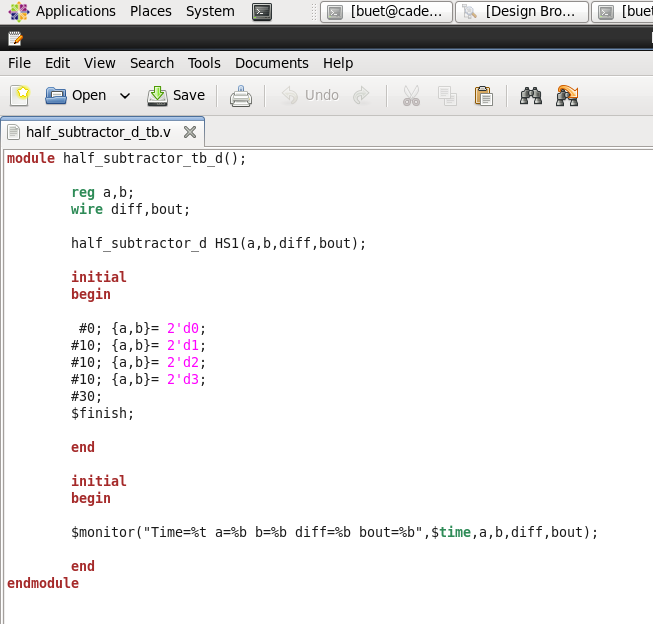 Applications Places System [buet@cade... [Design Bro... [buet
File Edit View Search Tools Documents Help
Open Save Undo
half_subtractor_d_tb.v
module half_subtractor_tb_d();
reg a,b;
wire diff,bout;
half_subtractor_d HS1(a,b,diff,bout);
initial
begin
#0; {a,b}= 2'd0;
#10; {a,b}= 2'd1;
#10; {a,b}= 2'd2;
#10; {a,b}= 2'd3;
#30;
$finish;
end
initial
begin
$monitor("Time=%t a=%b b=%b diff=%b bout=%b",$time,a,b,diff,bout);
end
endmodule